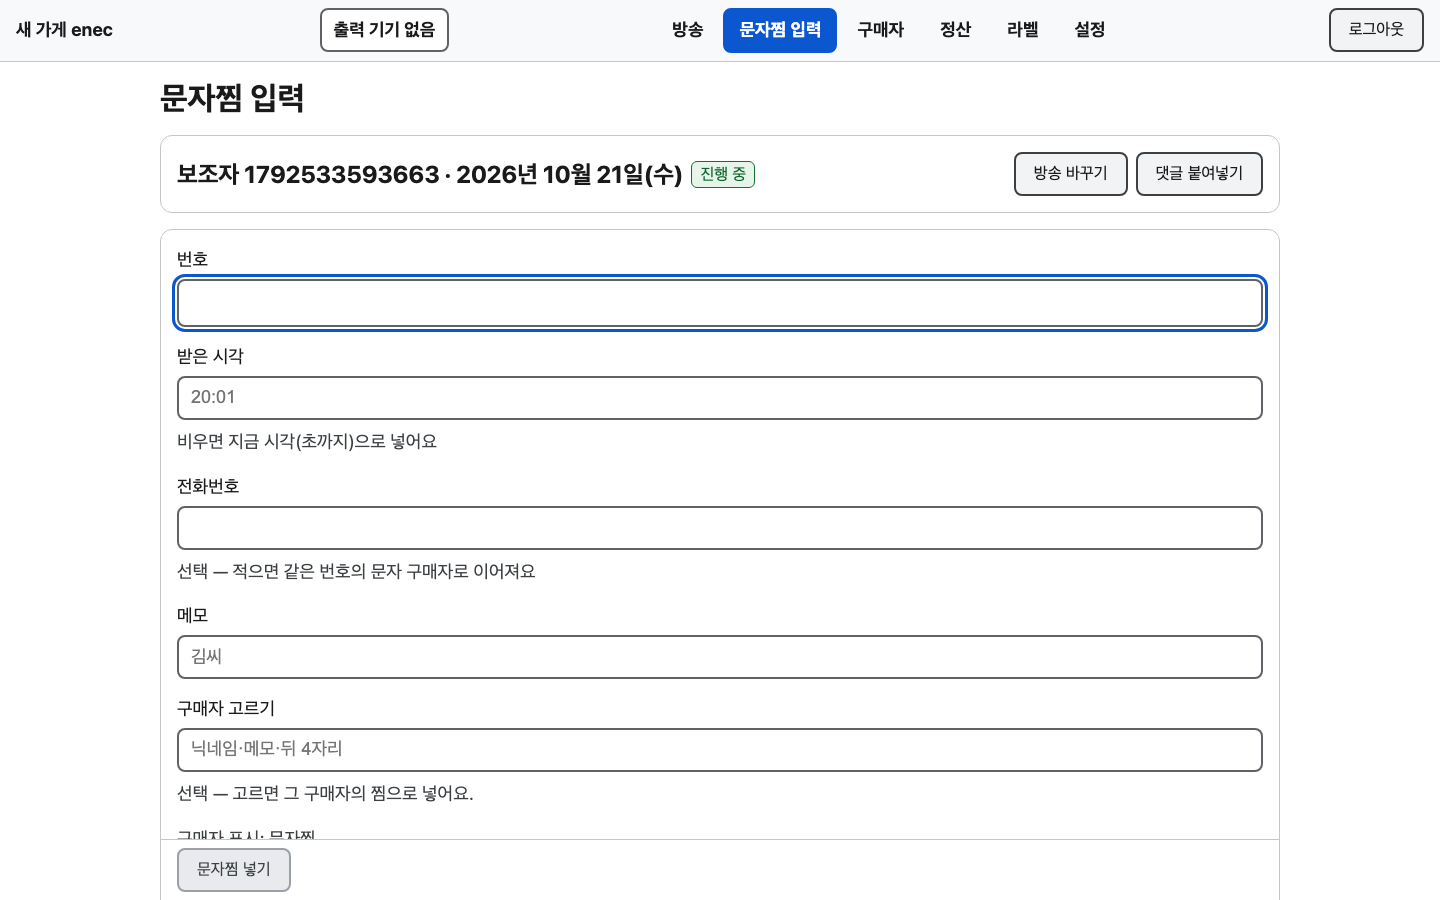 새 가게 enec
출력 기기 없음
방송
문자찜 입력
구매자
정산
라벨
설정
로그아웃
문자찜 입력
보조자 1792533593663 · 2026년 10월 21일(수) 진행 중
방송 바꾸기
댓글 붙여넣기
번호
받은 시각
20:01
비우면 지금 시각(초까지)으로 넣어요
전화번호
선택 — 적으면 같은 번호의 문자 구매자로 이어져요
메모
김씨
구매자 고르기
닉네임·메모·뒤 4자리
선택 — 고르면 그 구매자의 찜으로 넣어요.
구매자 표시: 문자찜
문자찜 넣기